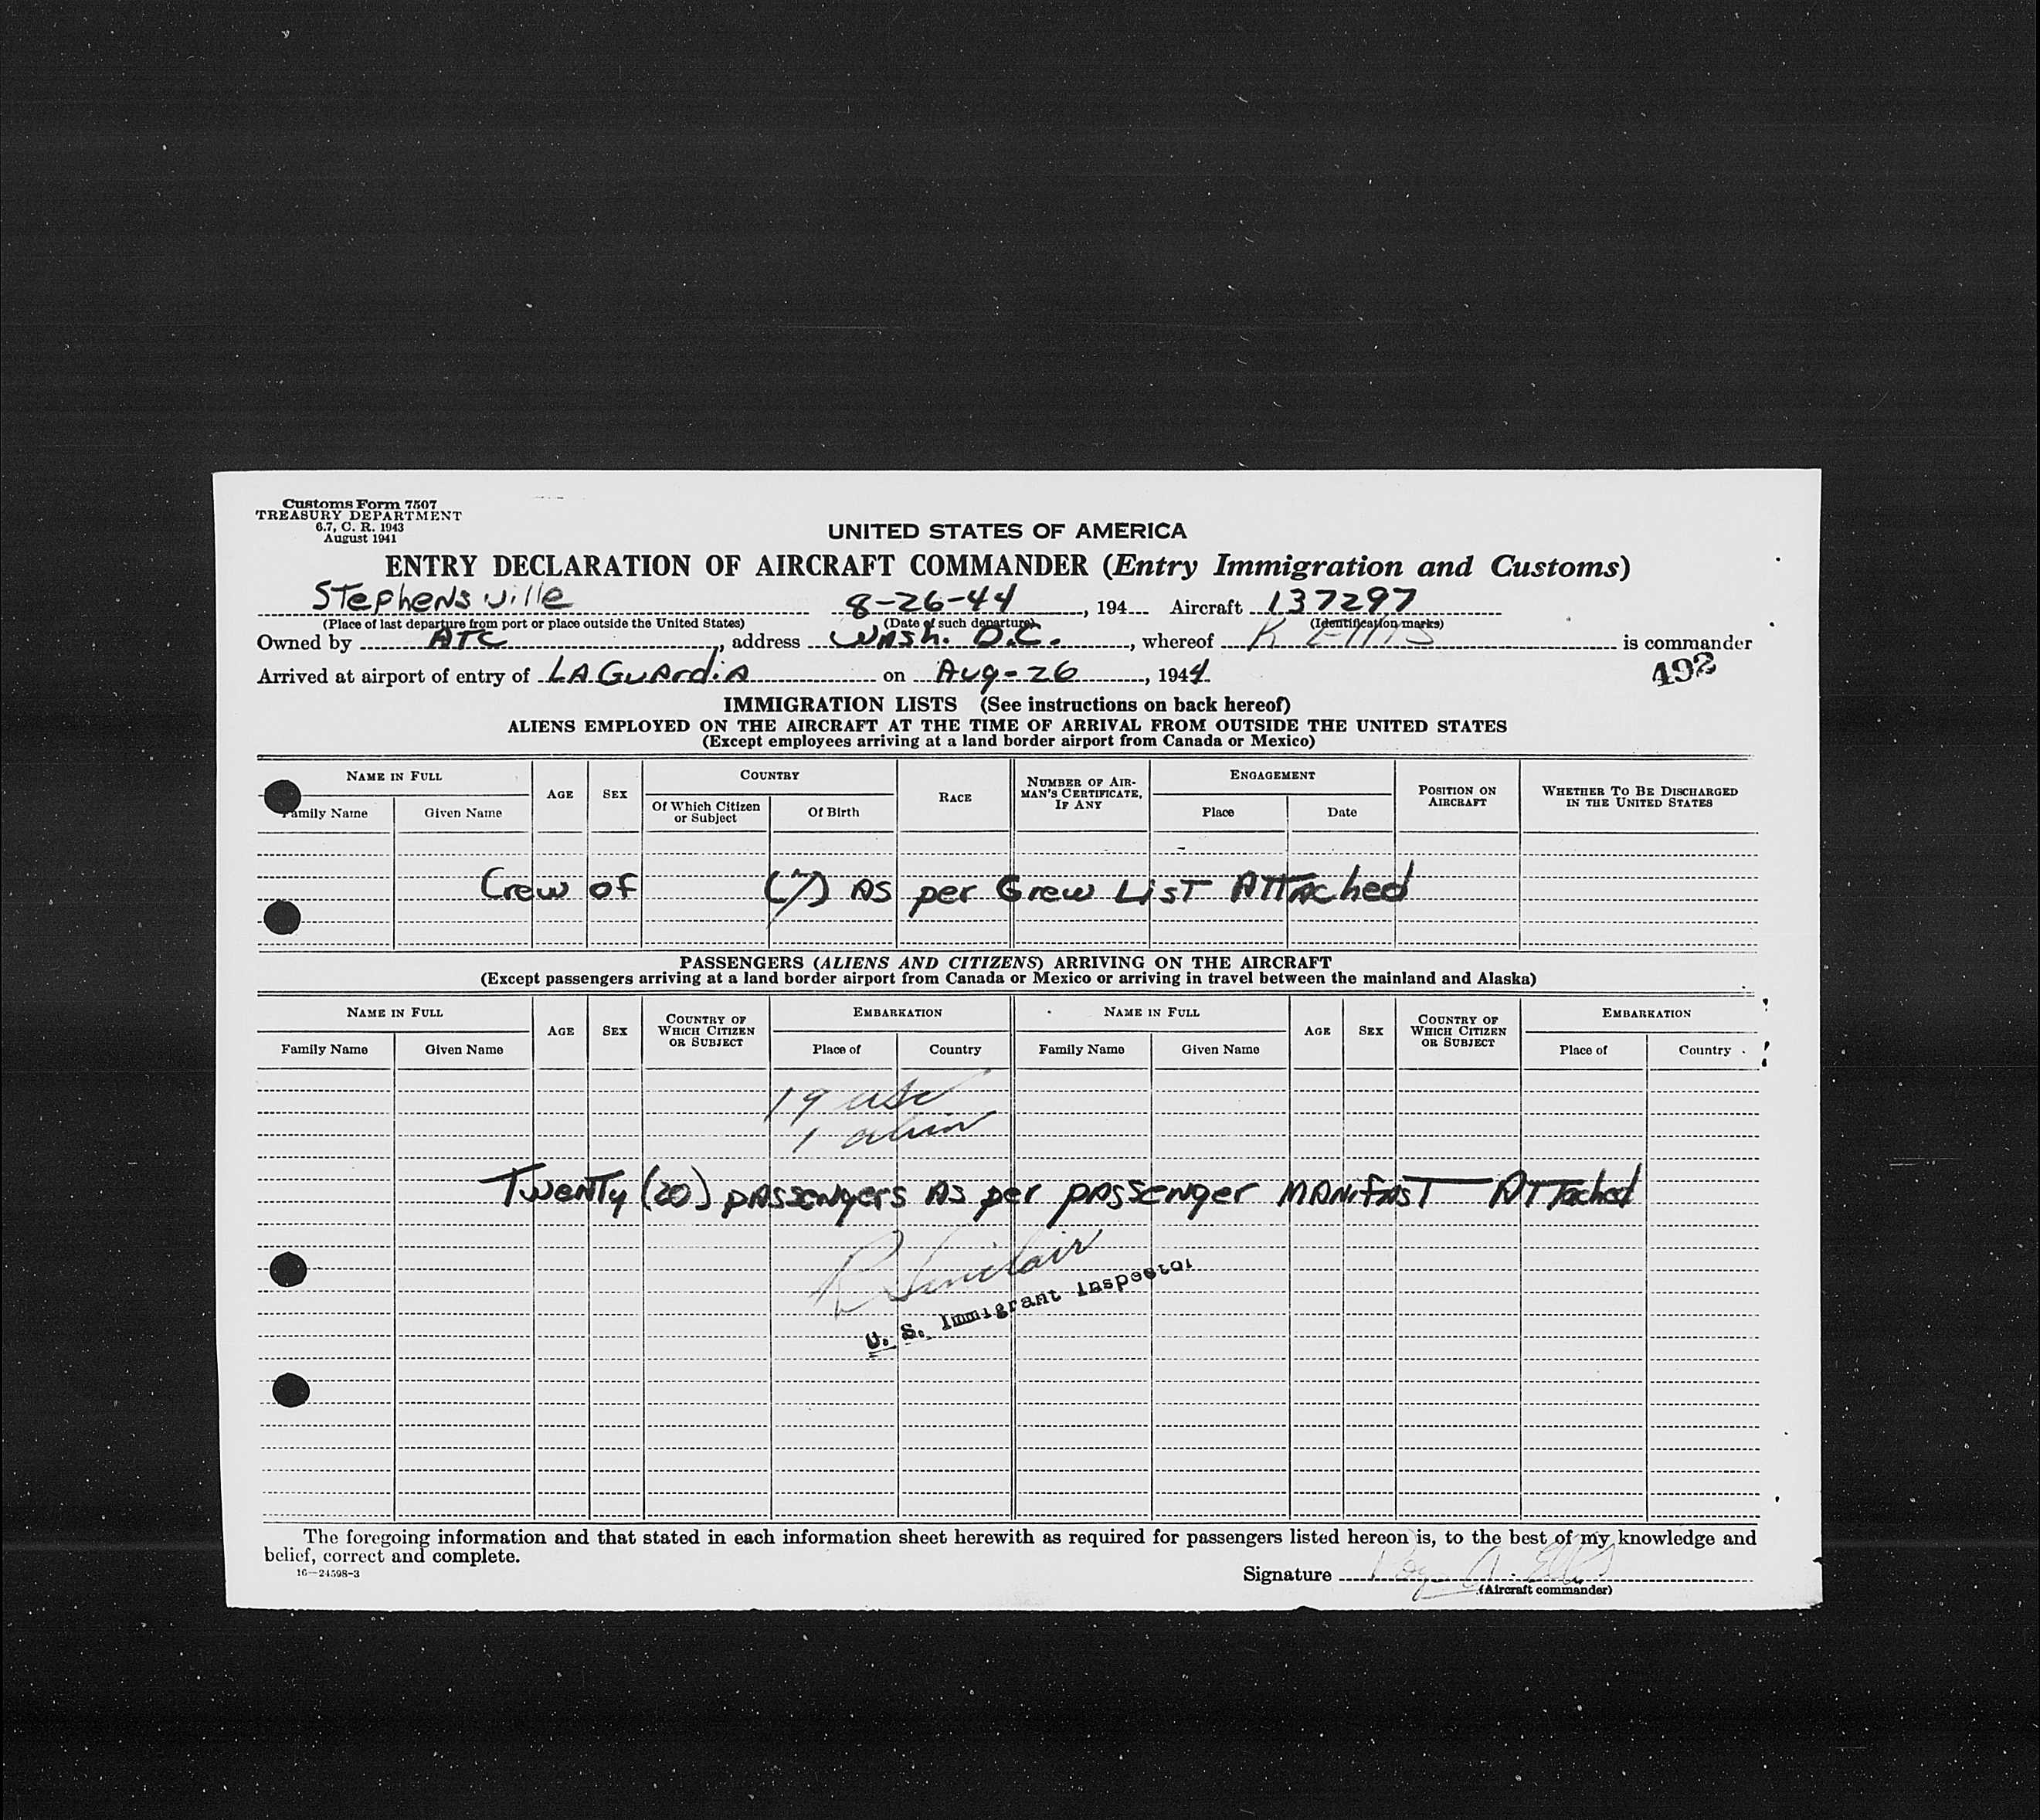 Customs Form 7507
TREASURY DEPARTMENT
6.7, C. R. 1943
August 1941
UNITED STATES OF AMERICA
ENTRY DECLARATION OF AIRCRAFT COMMANDER (Entry Immigration and Customs)
Stephensville 8-26-44, 194 Aircraft 137297
(Place of last departure from port or place outside the United States) (Date of such departure) (Identification marks)
Owned by ATC, address Wash. D.C., whereof R Ellis is commander
Arrived at airport of entry of LAGuardia on Aug-26, 1944
492
IMMIGRATION LISTS (See instructions on back hereof)
ALIENS EMPLOYED ON THE AIRCRAFT AT THE TIME OF ARRIVAL FROM OUTSIDE THE UNITED STATES
(Except employees arriving at a land border airport from Canada or Mexico)
NAME IN FULL AGE SEX COUNTRY RACE NUMBER OF AIRMAN'S CERTIFICATE, IF ANY ENGAGEMENT POSITION ON AIRCRAFT WHETHER TO BE DISCHARGED IN THE UNITED STATES
Family Name Given Name Of Which Citizen or Subject Of Birth Place Date
Crew of (7) As per Crew List Attached
PASSENGERS (ALIENS AND CITIZENS) ARRIVING ON THE AIRCRAFT
(Except passengers arriving at a land border airport from Canada or Mexico or arriving in travel between the mainland and Alaska)
NAME IN FULL AGE SEX COUNTRY OF WHICH CITIZEN OR SUBJECT EMBARKATION NAME IN FULL AGE SEX COUNTRY OF WHICH CITIZEN OR SUBJECT EMBARKATION
Family Name Given Name Place of Country Family Name Given Name Place of Country
19 usc
1 alien
Twenty (20) passengers As per passenger Manifast Attached
R Sinclair
U. S. Immigrant Inspector
The foregoing information and that stated in each information sheet herewith as required for passengers listed hereon is, to the best of my knowledge and
belief, correct and complete.
16—24598-3
Signature Roy A. Ellis
(Aircraft commander)